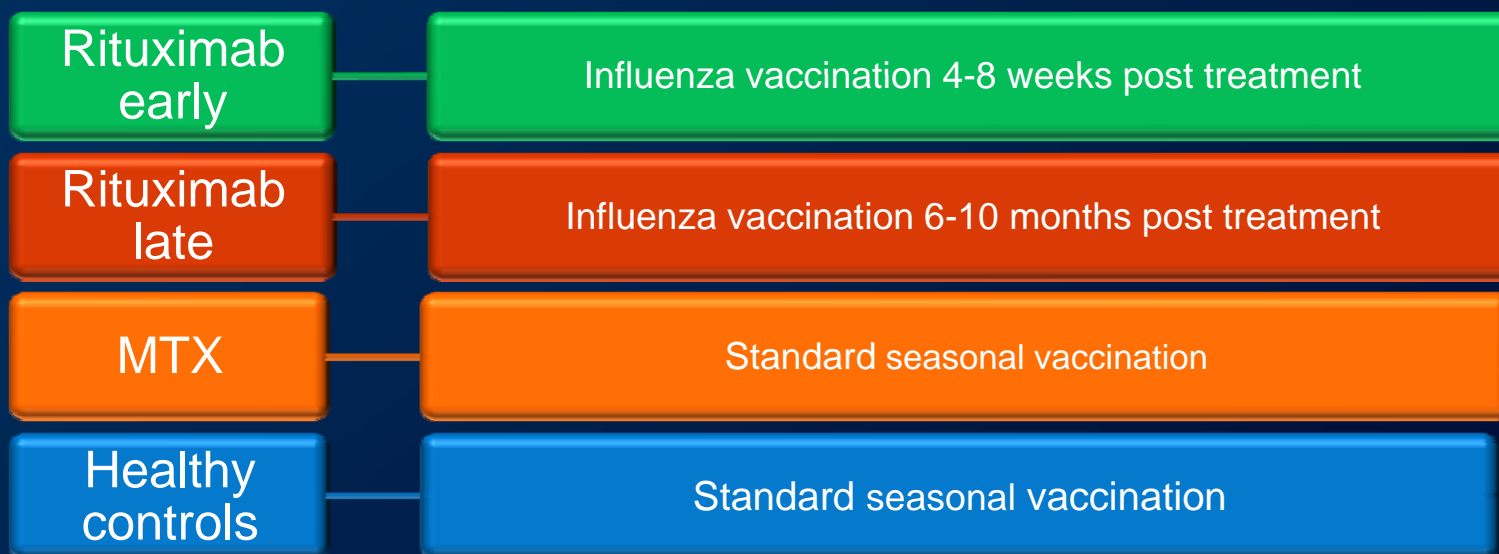 Rituximab
early
Influenza vaccination 4-8 weeks post treatment
Rituximab
late
Influenza vaccination 6-10 months post treatment
MTX
Standard seasonal vaccination
Healthy
controls
Standard seasonal vaccination